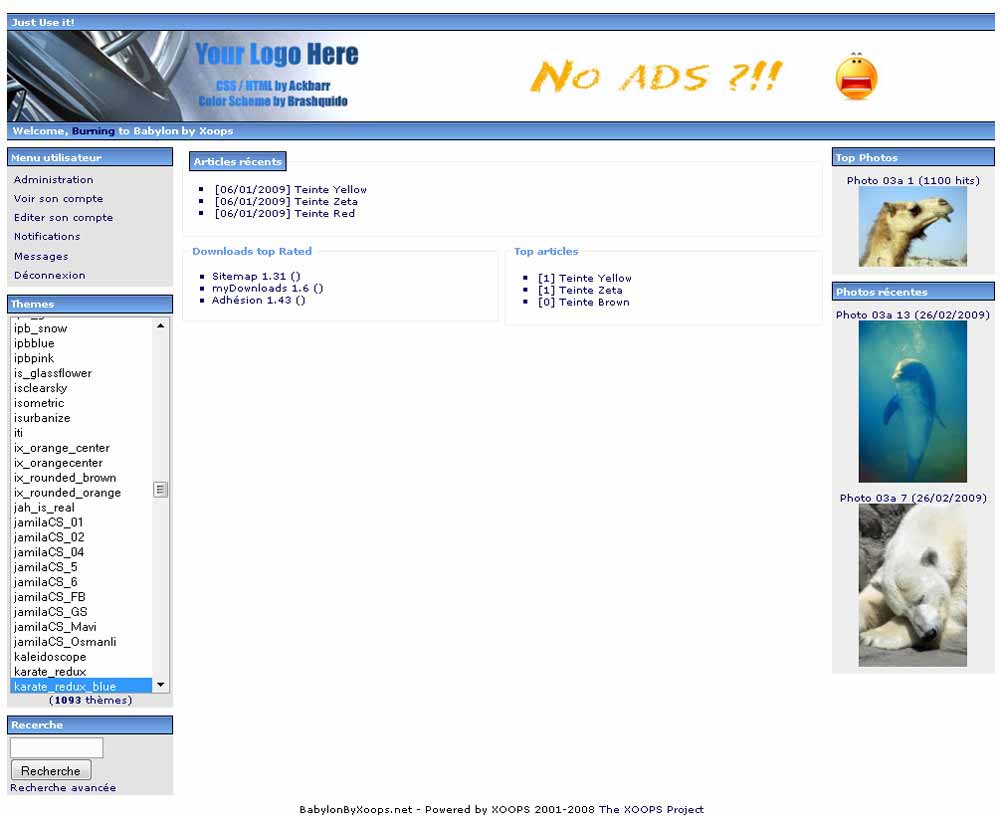 Just Use it!
Your Logo Here
CSS / HTML by Ackbarr
Color Scheme by Brashquido
No ADS ?!!
Welcome, Burning to Babylon by Xoops
Menu utilisateur
Administration
Voir son compte
Editer son compte
Notifications
Messages
Déconnexion
Themes
ipb_snow
ipbblue
ipbpink
is_glassflower
isclearsky
isometric
isurbanize
iti
ix_orange_center
ix_orangecenter
ix_rounded_brown
ix_rounded_orange
jah_is_real
jamilaCS_01
jamilaCS_02
jamilaCS_04
jamilaCS_5
jamilaCS_6
jamilaCS_FB
jamilaCS_GS
jamilaCS_Mavi
jamilaCS_Osmanli
kaleidoscope
karate_redux
karate_redux_blue
(1093 thèmes)
Recerche
Recherche
Recherche avancée
Articles récents
[06/01/2009] Teinte Yellow
[06/01/2009] Teinte Zeta
[06/01/2009] Teinte Red
Downloads top Rated
Sitemap 1.31 ()
myDownloads 1.6 ()
Adhésion 1.43 ()
Top articles
[1] Teinte Yellow
[1] Teinte Zeta
[0] Teinte Brown
Top Photos
Photo 03a 1 (1100 hits)
Photos récentes
Photo 03a 13 (26/02/2009)
Photo 03a 7 (26/02/2009)
BabylonByXoops.net - Powered by XOOPS 2001-2008 The XOOPS Project